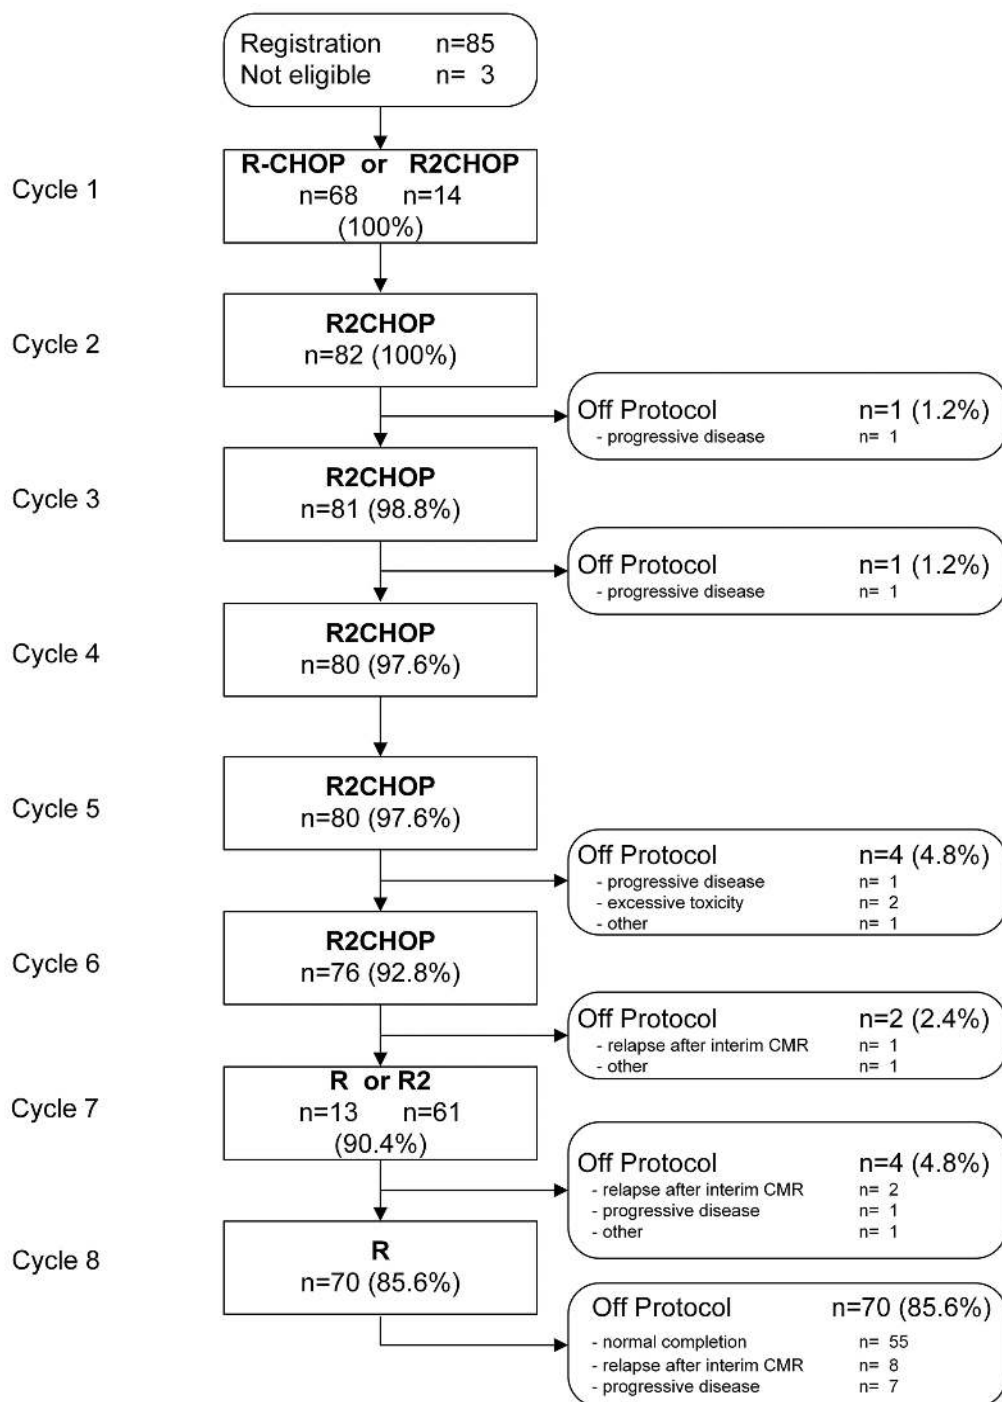 Registration n=85
Not eligible n= 3
Cycle 1
R-CHOP or R2CHOP
n=68 n=14
(100%)
Cycle 2
R2CHOP
n=82 (100%)
Off Protocol n=1 (1.2%)
- progressive disease n= 1
Cycle 3
R2CHOP
n=81 (98.8%)
Off Protocol n=1 (1.2%)
- progressive disease n= 1
Cycle 4
R2CHOP
n=80 (97.6%)
Cycle 5
R2CHOP
n=80 (97.6%)
Off Protocol n=4 (4.8%)
- progressive disease n= 1
- excessive toxicity n= 2
- other n= 1
Cycle 6
R2CHOP
n=76 (92.8%)
Off Protocol n=2 (2.4%)
- relapse after interim CMR n= 1
- other n= 1
Cycle 7
R or R2
n=13 n=61
(90.4%)
Off Protocol n=4 (4.8%)
- relapse after interim CMR n= 2
- progressive disease n= 1
- other n= 1
Cycle 8
R
n=70 (85.6%)
Off Protocol n=70 (85.6%)
- normal completion n= 55
- relapse after interim CMR n= 8
- progressive disease n= 7